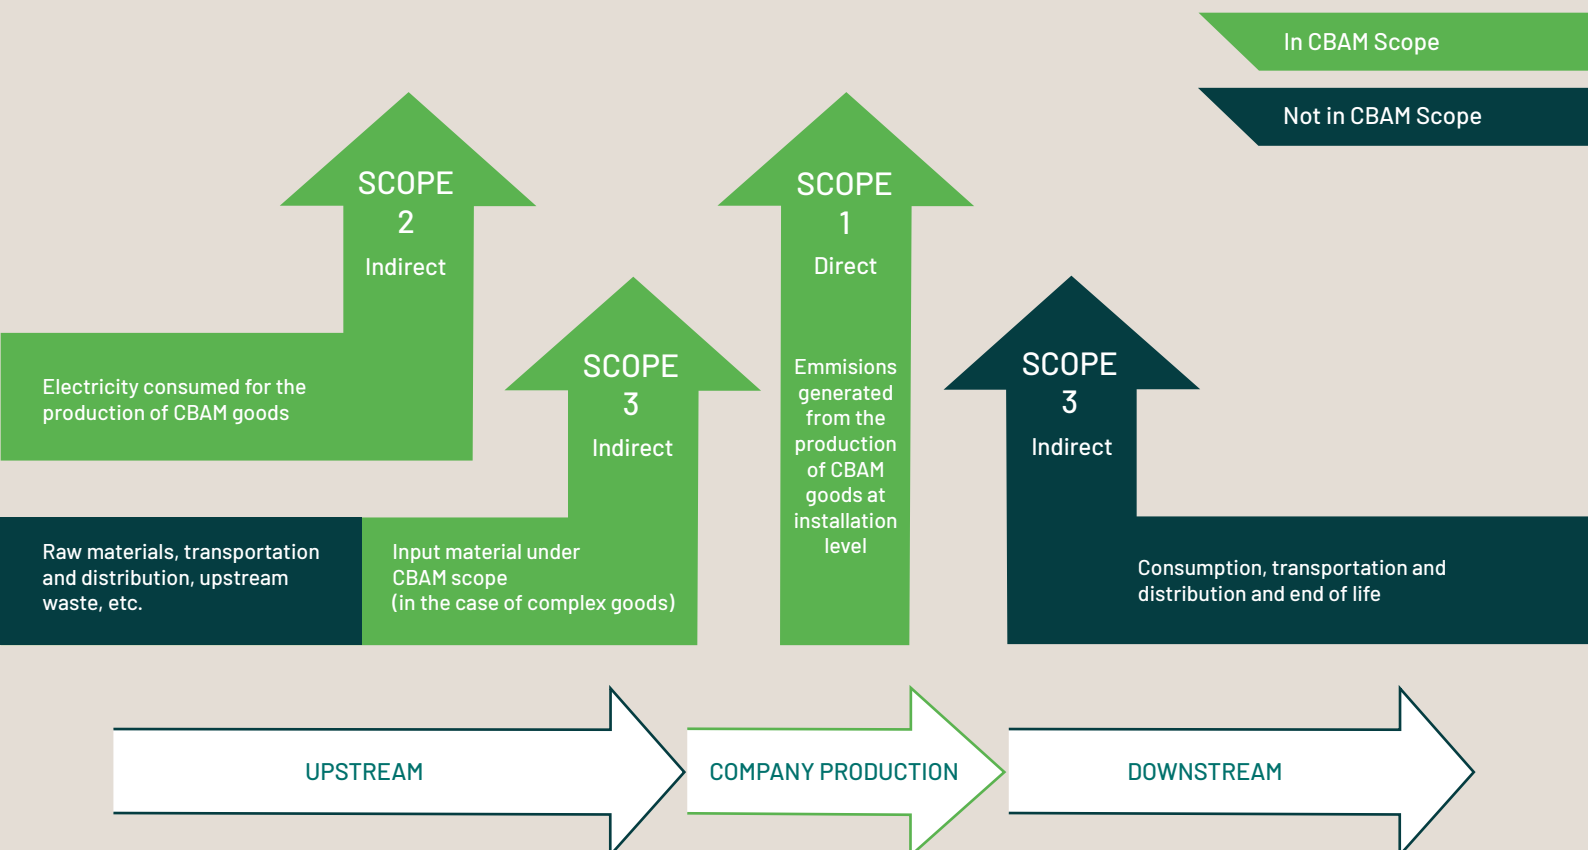 In CBAM Scope
Not in CBAM Scope
SCOPE
2
Indirect
Electricity consumed for the
production of CBAM goods
SCOPE
3
Indirect
Raw materials, transportation
and distribution, upstream
waste, etc.
Input material under
CBAM scope
(in the case of complex goods)
SCOPE
1
Direct
Emmisions
generated
from the
production
of CBAM
goods at
installation
level
SCOPE
3
Indirect
Consumption, transportation and
distribution and end of life
UPSTREAM
COMPANY PRODUCTION
DOWNSTREAM